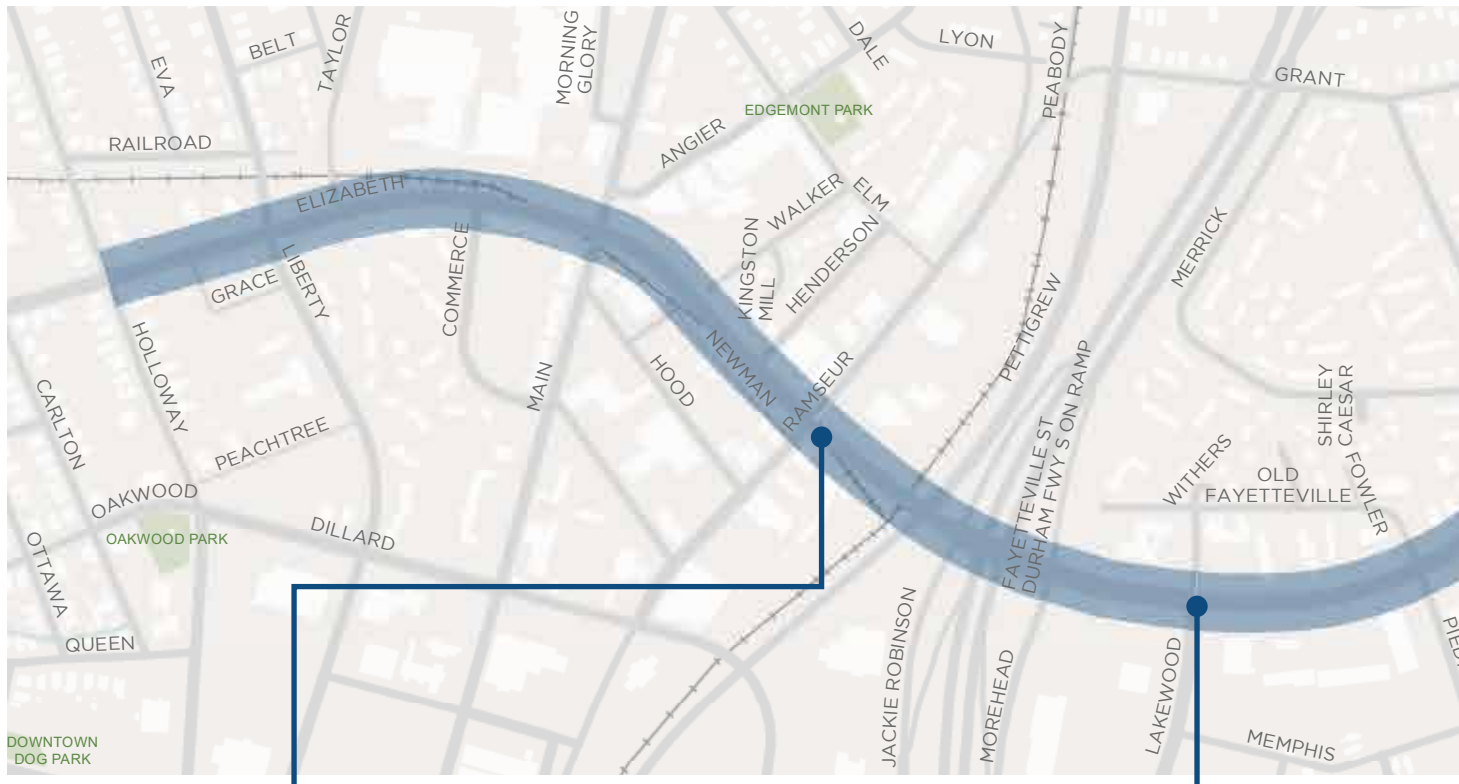 BELT
TAYLOR
EVA
MORNING
GLORY
DALE
LYON
PEABODY
GRANT
EDGEMONT PARK
RAILROAD
ANGIER
ELIZABETH
WALKER
ELM
KINGSTON
MILL
HENDERSON
MERRICK
GRACE
LIBERTY
COMMERCE
PETTIGREW
HOLLOWAY
NEWMAN
RAMSEUR
HOOD
MAIN
CARLTON
PEACHTREE
FAYETTEVILLE ST
DURHAM FWY S ON RAMP
SHIRLEY
CAESAR
WITHERS
OLD
FAYETTEVILLE
FOWLER
OAKWOOD
OAKWOOD PARK
DILLARD
OTTAWA
QUEEN
JACKIE ROBINSON
MOREHEAD
LAKEWOOD
MEMPHIS
DOWNTOWN
DOG PARK